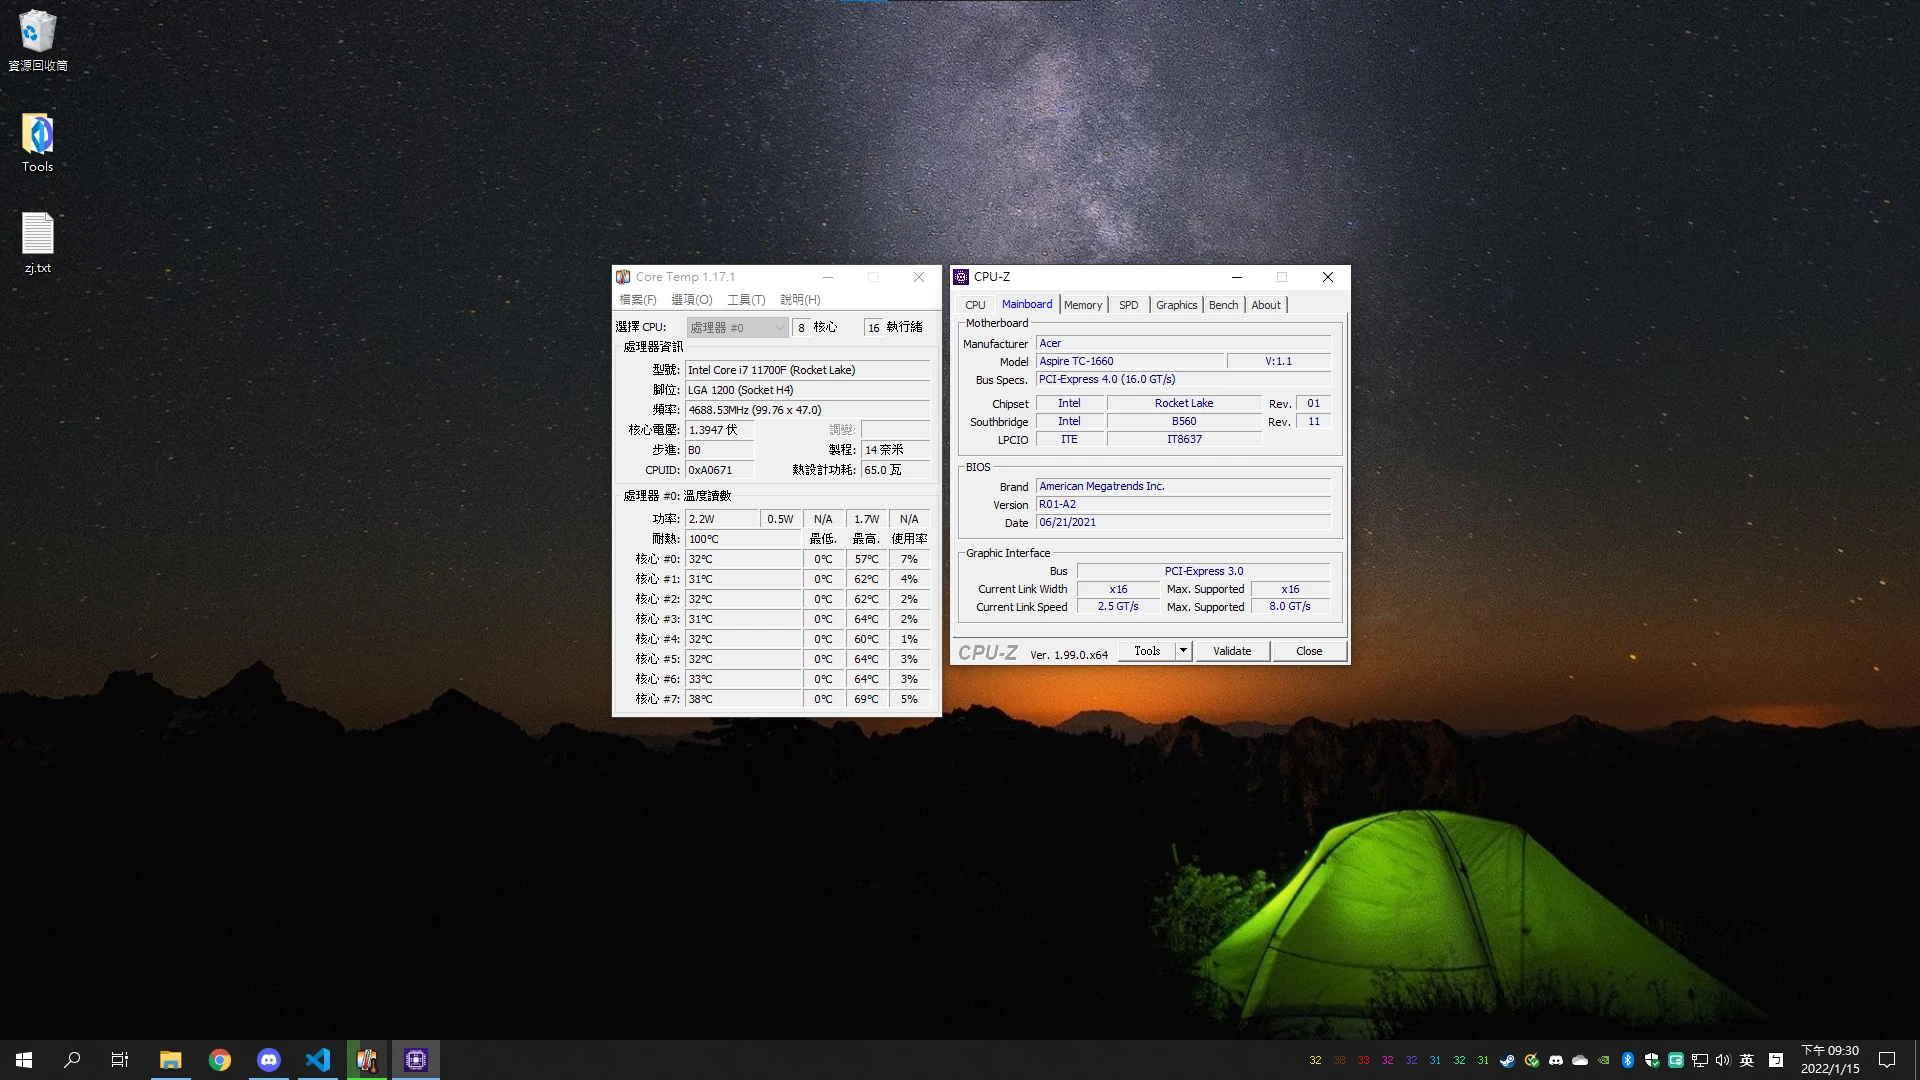 資源回收筒
Tools
zj.txt
Core Temp 1.17.1
檔案(F) 選項(O) 工具(T) 說明(H)
選擇 CPU: 處理器 #0 8 核心 16 執行緒
處理器資訊
型號: Intel Core i7 11700F (Rocket Lake)
腳位: LGA 1200 (Socket H4)
頻率: 4688.53MHz (99.76 x 47.0)
核心電壓: 1.3947 伏 調變:
步進: B0 製程: 14 奈米
CPUID: 0xA0671 熱設計功耗: 65.0 瓦
處理器 #0: 溫度讀數
功率: 2.2W 0.5W N/A 1.7W N/A
耐熱: 100°C 最低. 最高. 使用率
核心 #0: 32°C 0°C 57°C 7%
核心 #1: 31°C 0°C 62°C 4%
核心 #2: 32°C 0°C 62°C 2%
核心 #3: 31°C 0°C 64°C 2%
核心 #4: 32°C 0°C 60°C 1%
核心 #5: 32°C 0°C 64°C 3%
核心 #6: 33°C 0°C 64°C 3%
核心 #7: 38°C 0°C 69°C 5%
CPU-Z
CPU Mainboard Memory SPD Graphics Bench About
Motherboard
Manufacturer Acer
Model Aspire TC-1660 V:1.1
Bus Specs. PCI-Express 4.0 (16.0 GT/s)
Chipset Intel Rocket Lake Rev. 01
Southbridge Intel B560 Rev. 11
LPCIO ITE IT8637
BIOS
Brand American Megatrends Inc.
Version R01-A2
Date 06/21/2021
Graphic Interface
Bus PCI-Express 3.0
Current Link Width x16 Max. Supported x16
Current Link Speed 2.5 GT/s Max. Supported 8.0 GT/s
CPU-Z Ver. 1.99.0.x64 Tools Validate Close
32 38 33 32 32 31 32 31 英 ㄅ
下午 09:30
2022/1/15